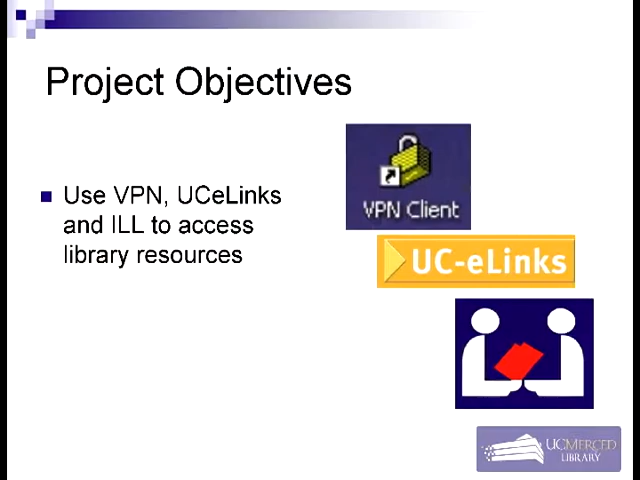 Project Objectives
Use VPN, UCeLinks
and ILL to access
library resources
VPN Client
UC-eLinks
UCMERCED
LIBRARY